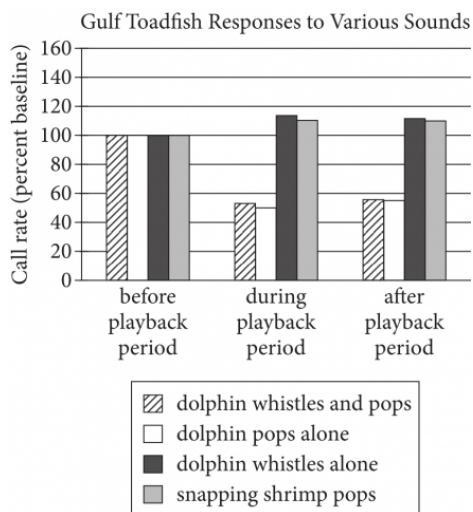 Gulf Toadfish Responses to Various Sounds
Call rate (percent baseline)
160
140
120
100
80
60
40
20
0
before playback period
during playback period
after playback period
dolphin whistles and pops
dolphin pops alone
dolphin whistles alone
snapping shrimp pops